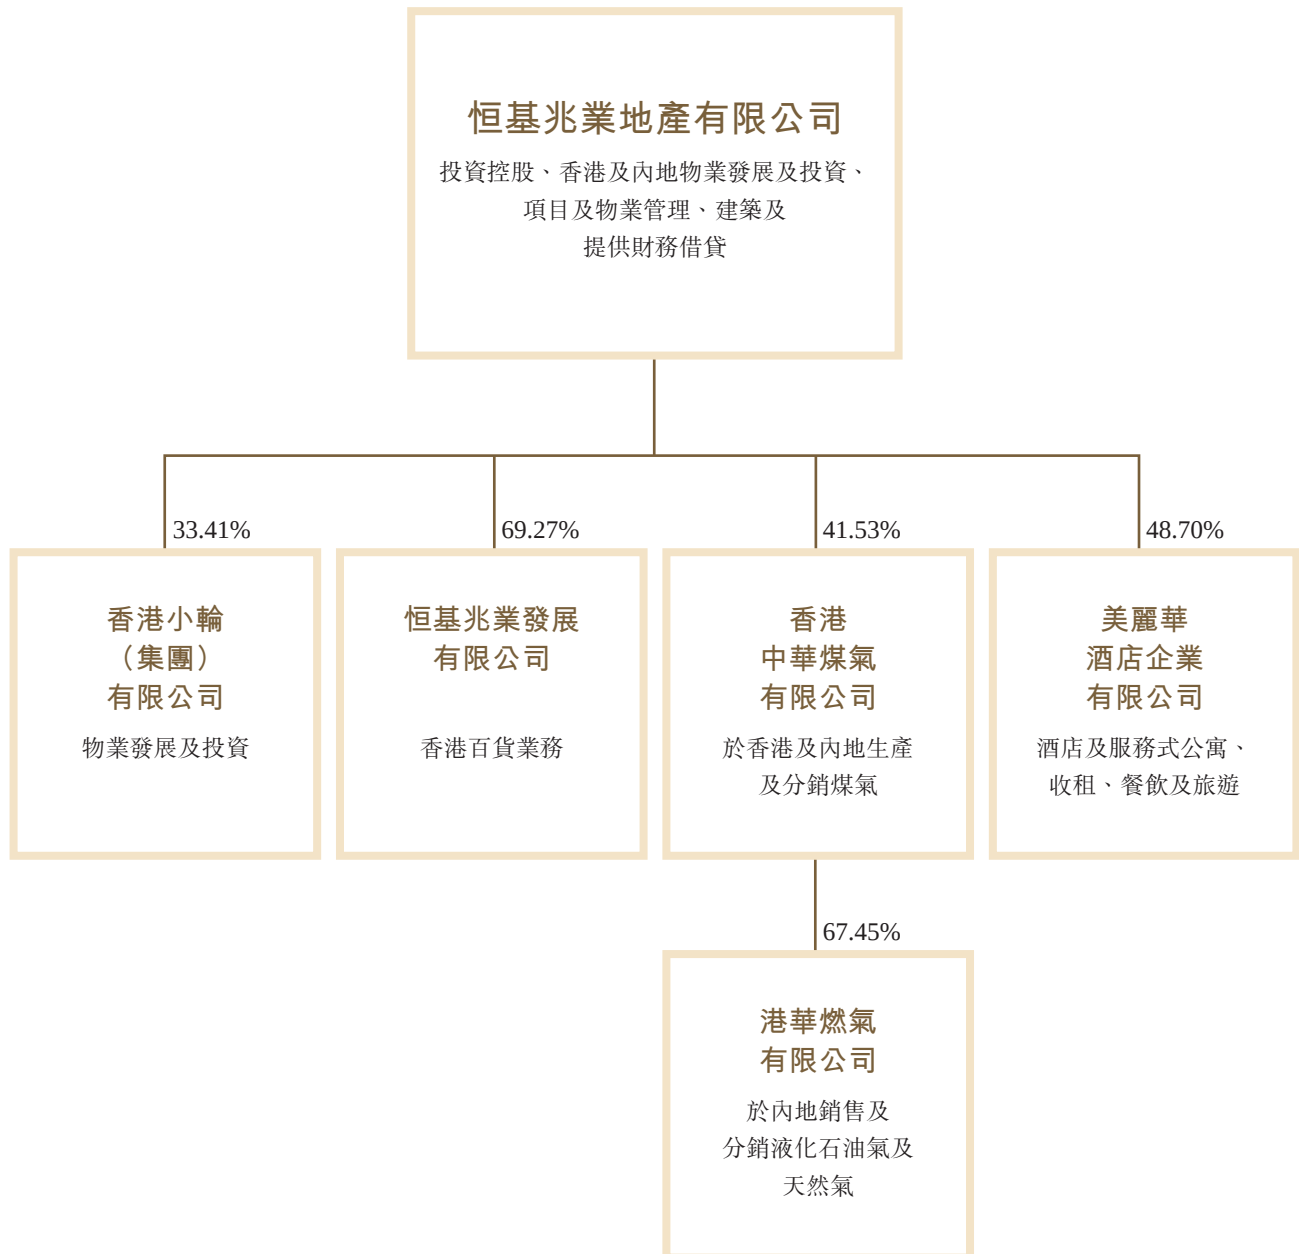 恒基兆業地產有限公司
投資控股、香港及內地物業發展及投資、
項目及物業管理、建築及
提供財務借貸
33.41%
69.27%
41.53%
48.70%
香港小輪
（集團）
有限公司
物業發展及投資
恒基兆業發展
有限公司
香港百貨業務
香港
中華煤氣
有限公司
於香港及內地生產
及分銷煤氣
美麗華
酒店企業
有限公司
酒店及服務式公寓、
收租、餐飲及旅遊
67.45%
港華燃氣
有限公司
於內地銷售及
分銷液化石油氣及
天然氣